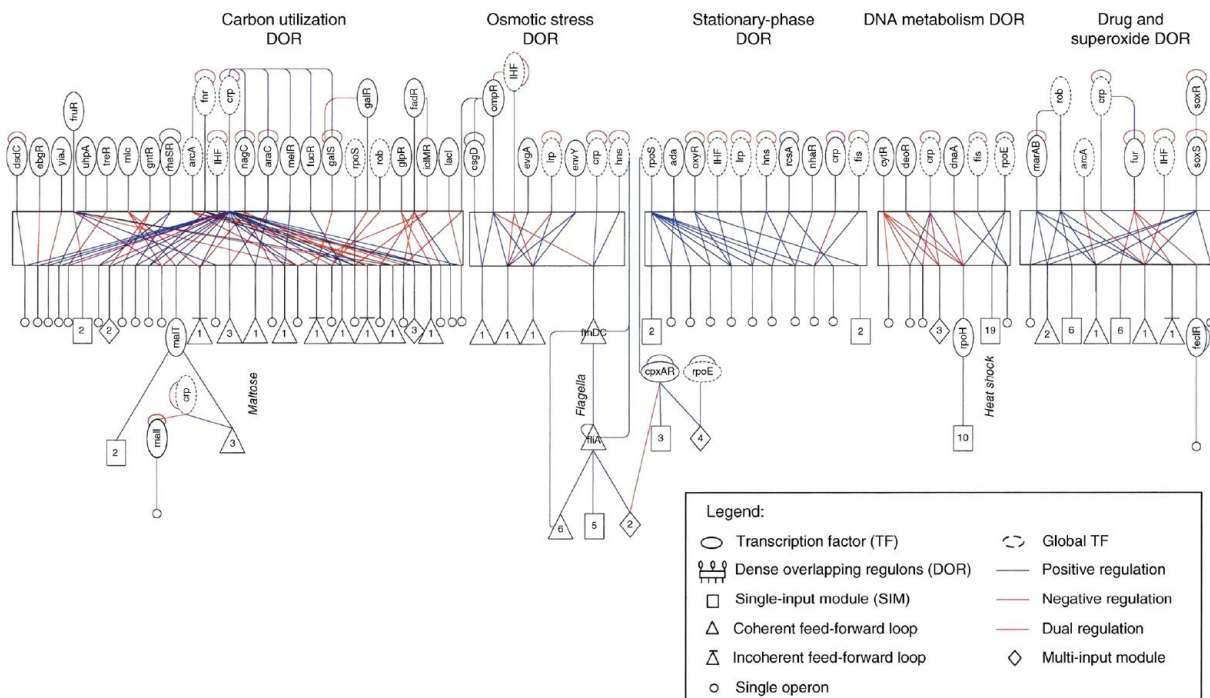 Carbon utilization
DOR
Osmotic stress
DOR
Stationary-phase
DOR
DNA metabolism DOR
Drug and
superoxide DOR
fnr
crp
galR
fadR
fruR
IHF
ompR
rob
crp
soxR
dsdC
ebgR
yiaJ
uhpA
treR
mlc
gntR
rhaSR
arcA
IHF
nagC
araC
melR
fucR
galS
rpoS
rob
glpR
iclMR
lacI
csgD
evgA
lrp
envY
crp
hns
rpoS
ada
oxyR
IHF
lrp
hns
rcsA
nhaR
crp
fis
cytR
deoR
crp
dnaA
fis
rpoE
marAB
arcA
fur
IHF
soxS
2
2
malT
1
3
1
1
1
1
1
1
3
1
1
1
1
flhDC
2
2
3
rpoH
19
2
6
1
6
1
1
fecIR
crp
Maltose
malI
2
3
Flagella
fliA
6
5
2
cpxAR
rpoE
3
4
Heat shock
10
Legend:
Transcription factor (TF)
Global TF
Dense overlapping regulons (DOR)
Positive regulation
Single-input module (SIM)
Negative regulation
Coherent feed-forward loop
Dual regulation
Incoherent feed-forward loop
Multi-input module
Single operon